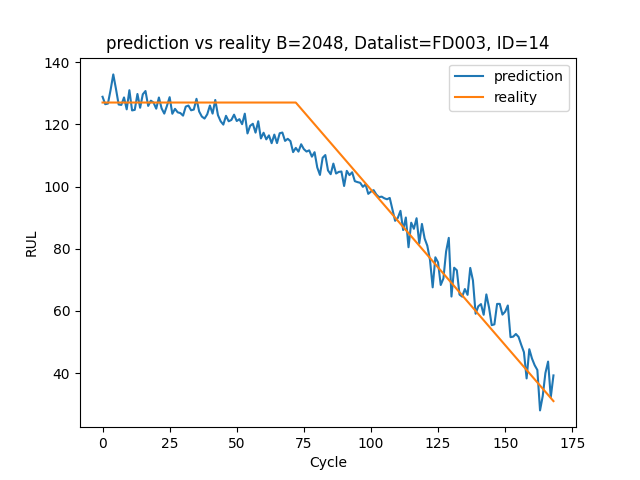 prediction vs reality B=2048, Datalist=FD003, ID=14
prediction
reality
140
120
100
80
60
40
RUL
0 25 50 75 100 125 150 175
Cycle